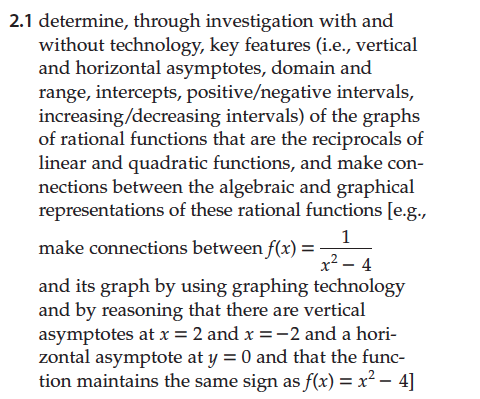 2.1 determine, through investigation with and
without technology, key features (i.e., vertical
and horizontal asymptotes, domain and
range, intercepts, positive/negative intervals,
increasing/decreasing intervals) of the graphs
of rational functions that are the reciprocals of
linear and quadratic functions, and make con-
nections between the algebraic and graphical
representations of these rational functions [e.g.,
make connections between f(x) = 1 / (x² – 4)
and its graph by using graphing technology
and by reasoning that there are vertical
asymptotes at x = 2 and x = –2 and a hori-
zontal asymptote at y = 0 and that the func-
tion maintains the same sign as f(x) = x² – 4]